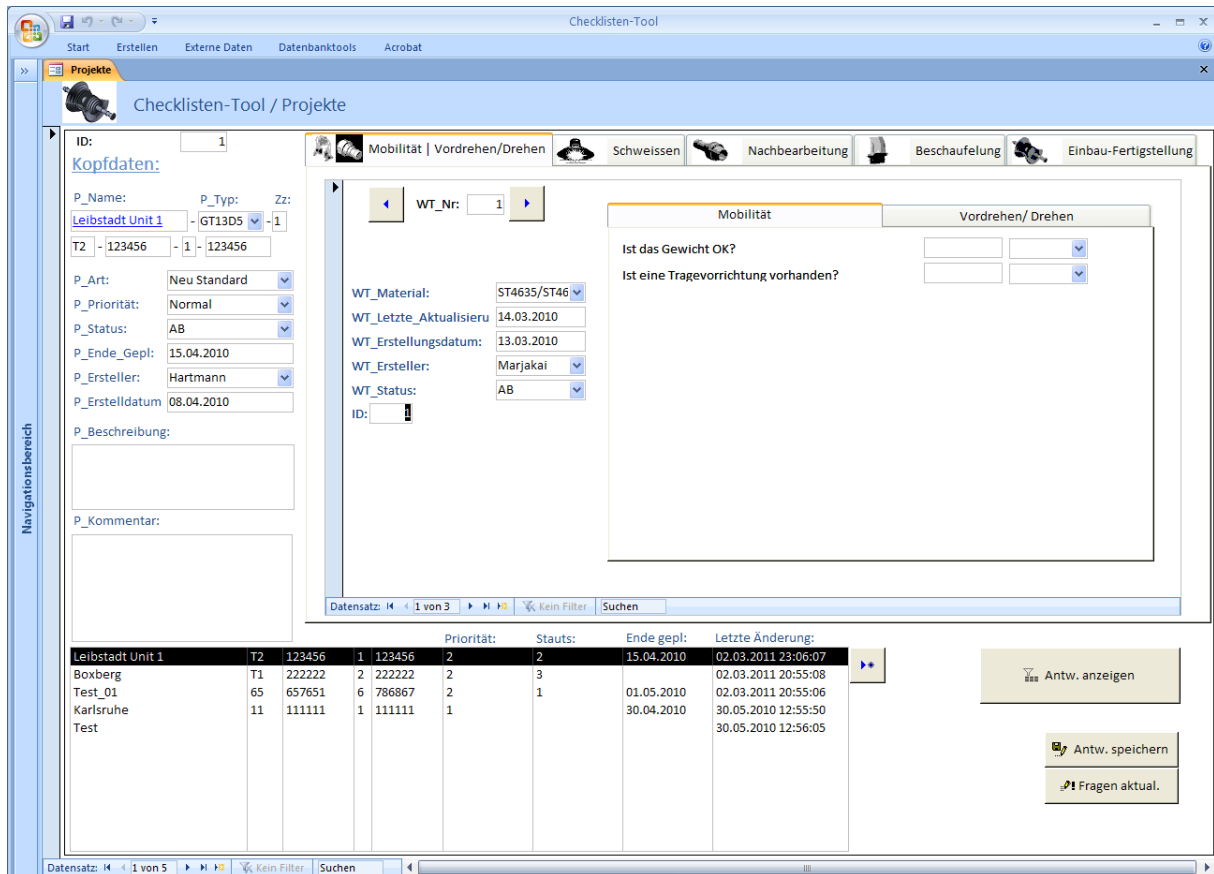 Checklisten-Tool
Start Erstellen Externe Daten Datenbanktools Acrobat
Projekte
Checklisten-Tool / Projekte
Navigationsbereich
ID: 1
Kopfdaten:
P_Name: P_Typ: Zz:
Leibstadt Unit 1 - GT13D5 - 1
T2 - 123456 - 1 - 123456
P_Art: Neu Standard
P_Priorität: Normal
P_Status: AB
P_Ende_Gepl: 15.04.2010
P_Ersteller: Hartmann
P_Erstelldatum 08.04.2010
P_Beschreibung:
P_Kommentar:
Mobilität | Vordrehen/Drehen Schweissen Nachbearbeitung Beschaufelung Einbau-Fertigstellung
WT_Nr: 1
WT_Material: ST4635/ST46
WT_Letzte_Aktualisieru 14.03.2010
WT_Erstellungsdatum: 13.03.2010
WT_Ersteller: Marjakai
WT_Status: AB
ID: 1
Mobilität Vordrehen/ Drehen
Ist das Gewicht OK?
Ist eine Tragevorrichtung vorhanden?
Datensatz: 1 von 3 Kein Filter Suchen
Priorität: Stauts: Ende gepl: Letzte Änderung:
Leibstadt Unit 1 T2 123456 1 123456 2 2 15.04.2010 02.03.2011 23:06:07
Boxberg T1 222222 2 222222 2 3 02.03.2011 20:55:08
Test_01 65 657651 6 786867 2 1 01.05.2010 02.03.2011 20:55:06
Karlsruhe 11 111111 1 111111 1 30.04.2010 30.05.2010 12:55:50
Test 30.05.2010 12:56:05
Antw. anzeigen
Antw. speichern
Fragen aktual.
Datensatz: 1 von 5 Kein Filter Suchen